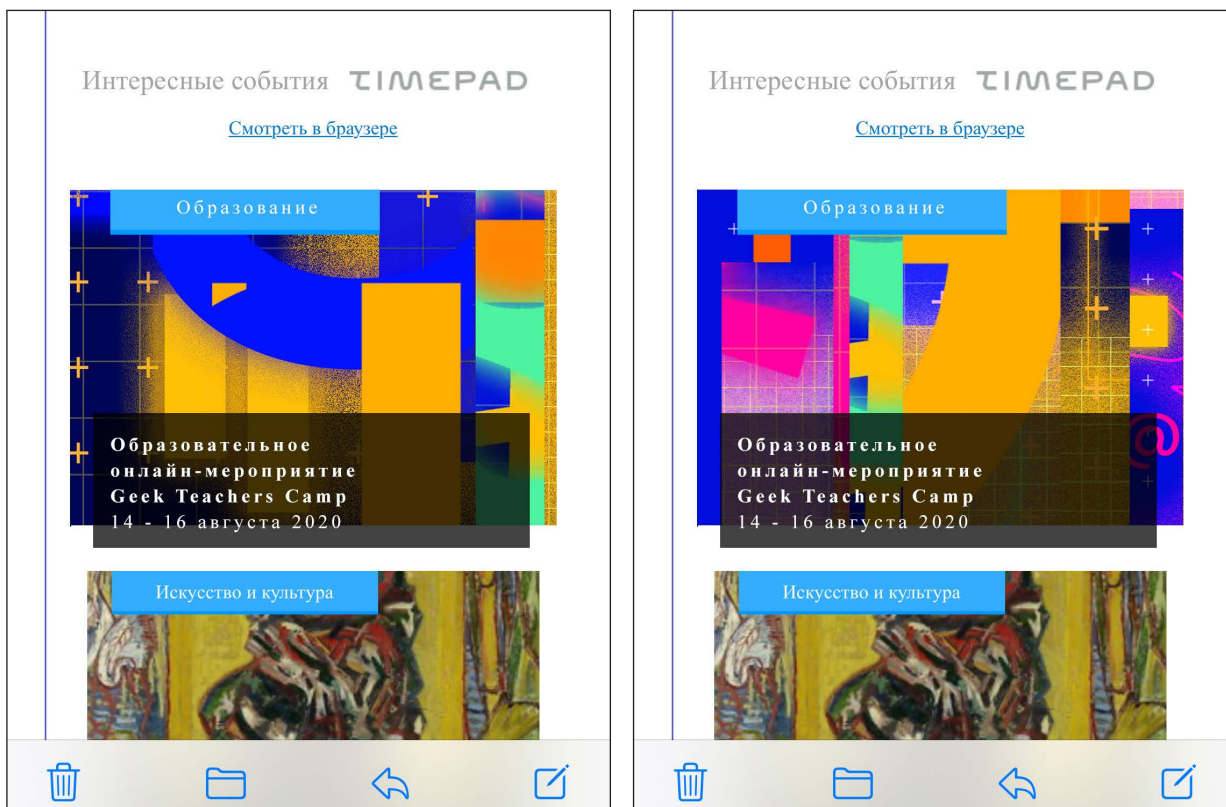 Интересные события TIMEPAD
Смотреть в браузере
Образование
Образовательное
онлайн-мероприятие
Geek Teachers Camp
14 - 16 августа 2020
Искусство и культура
Интересные события TIMEPAD
Смотреть в браузере
Образование
@
Образовательное
онлайн-мероприятие
Geek Teachers Camp
14 - 16 августа 2020
Искусство и культура